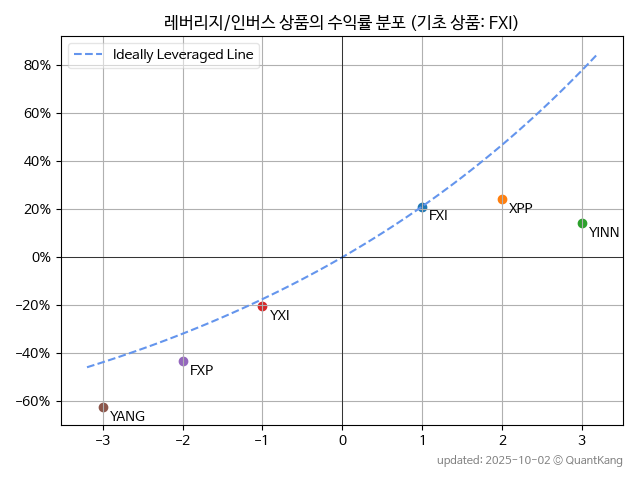 레버리지/인버스 상품의 수익률 분포 (기초 상품: FXI)
Ideally Leveraged Line
80%
60%
40%
20%
0%
−20%
−40%
−60%
FXI
XPP
YINN
YXI
FXP
YANG
−3
−2
−1
0
1
2
3
updated: 2025-10-02 © QuantKang